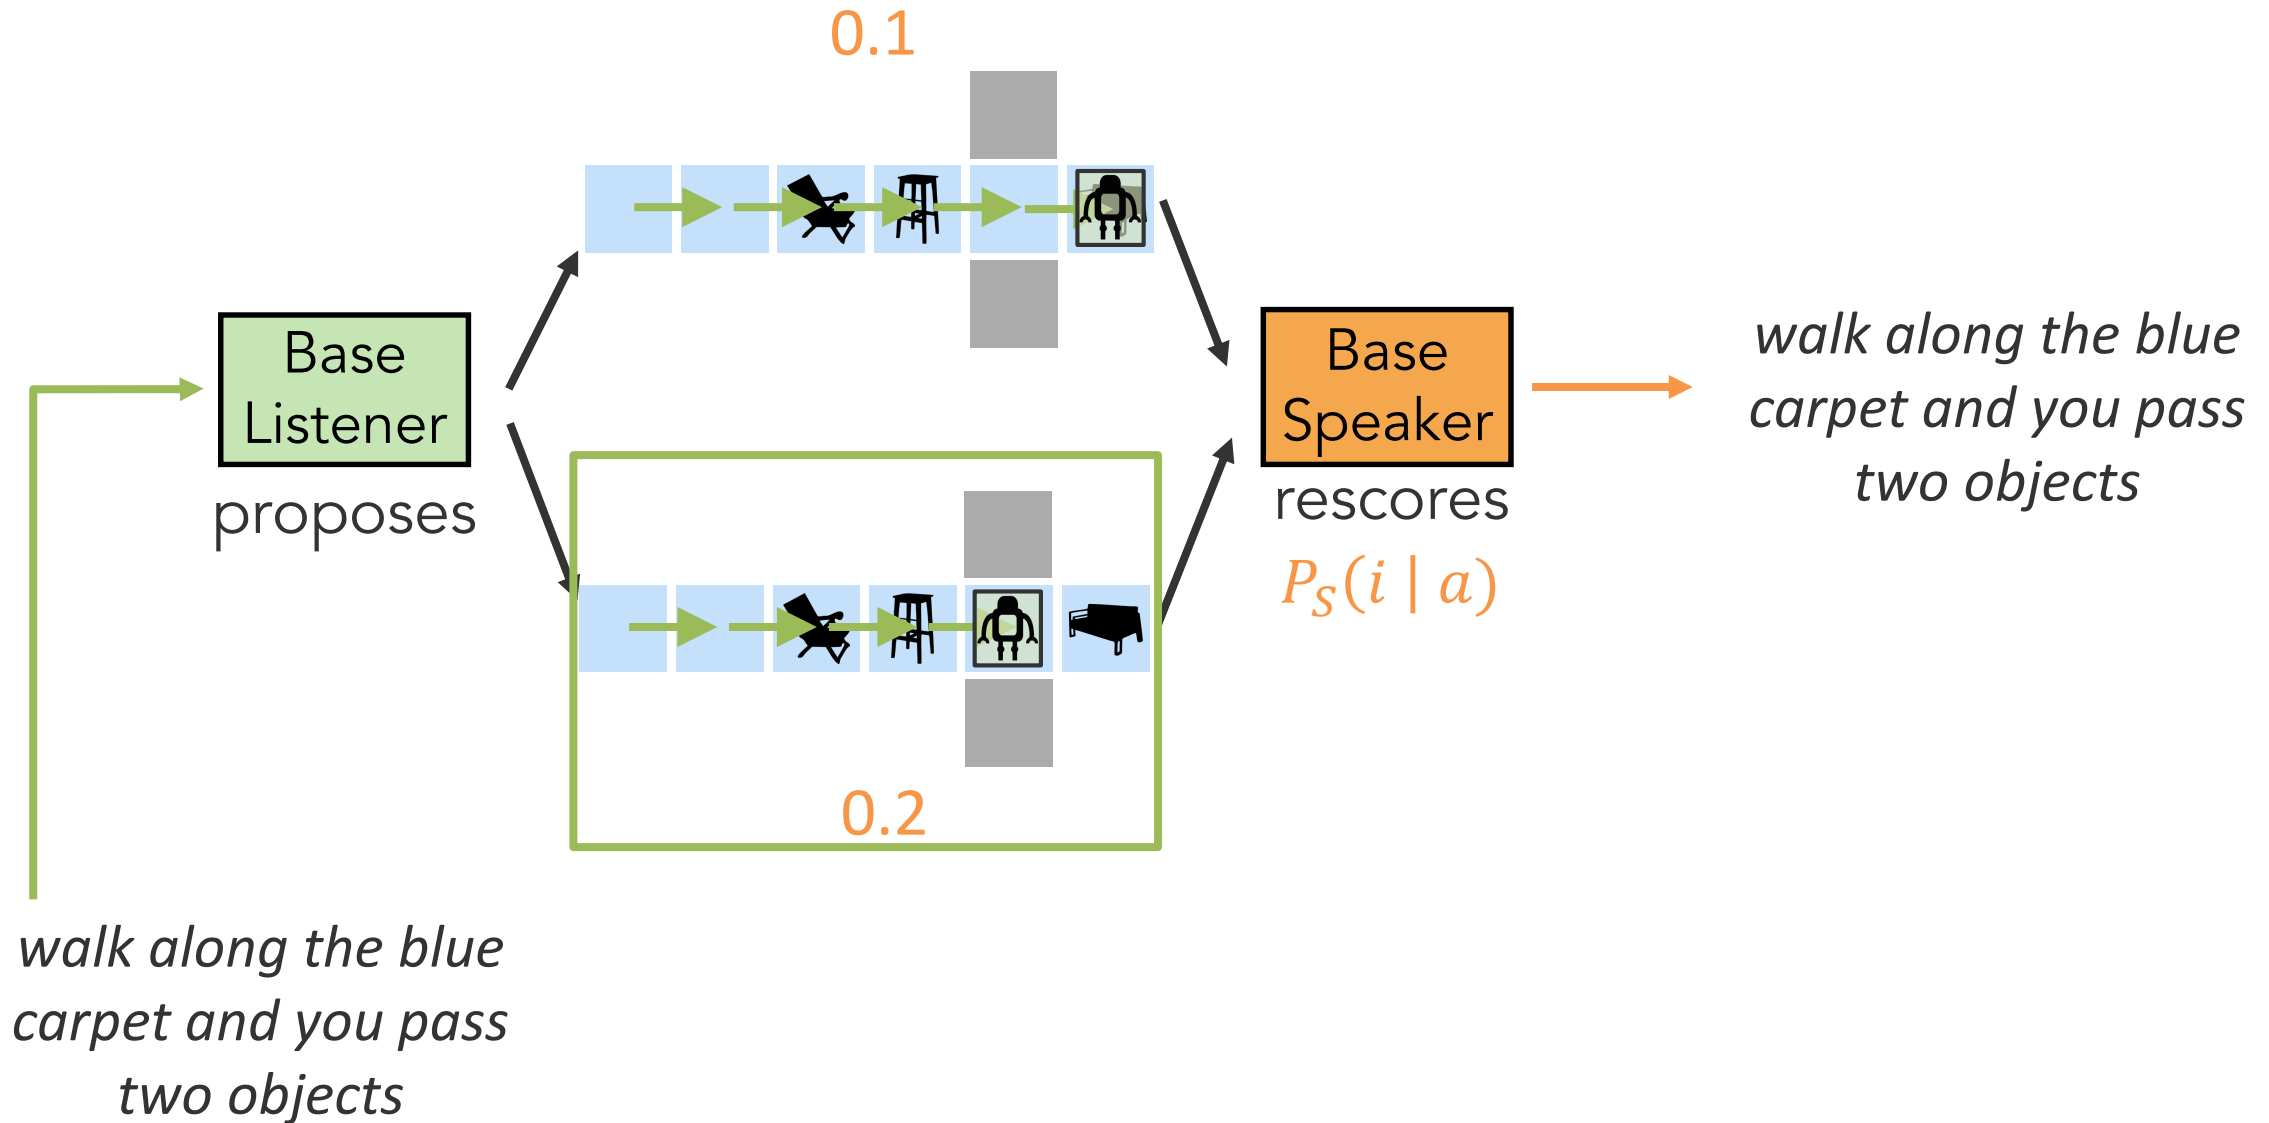 0.1
Base
Listener
proposes
Base
Speaker
rescores
P_S(i | a)
walk along the blue
carpet and you pass
two objects
0.2
walk along the blue
carpet and you pass
two objects